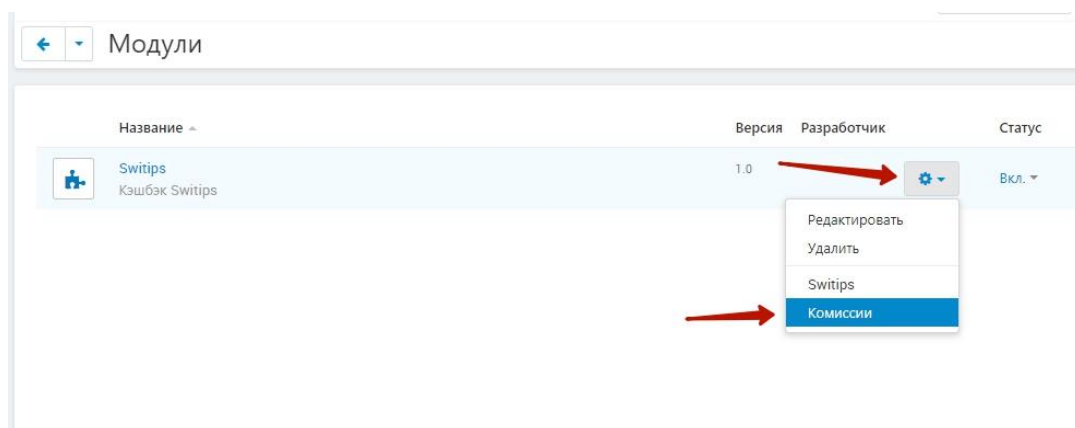 Модули
Название Версия Разработчик Статус
Switips 1.0 Вкл.
Кэшбэк Switips
Редактировать
Удалить
Switips
Комиссии